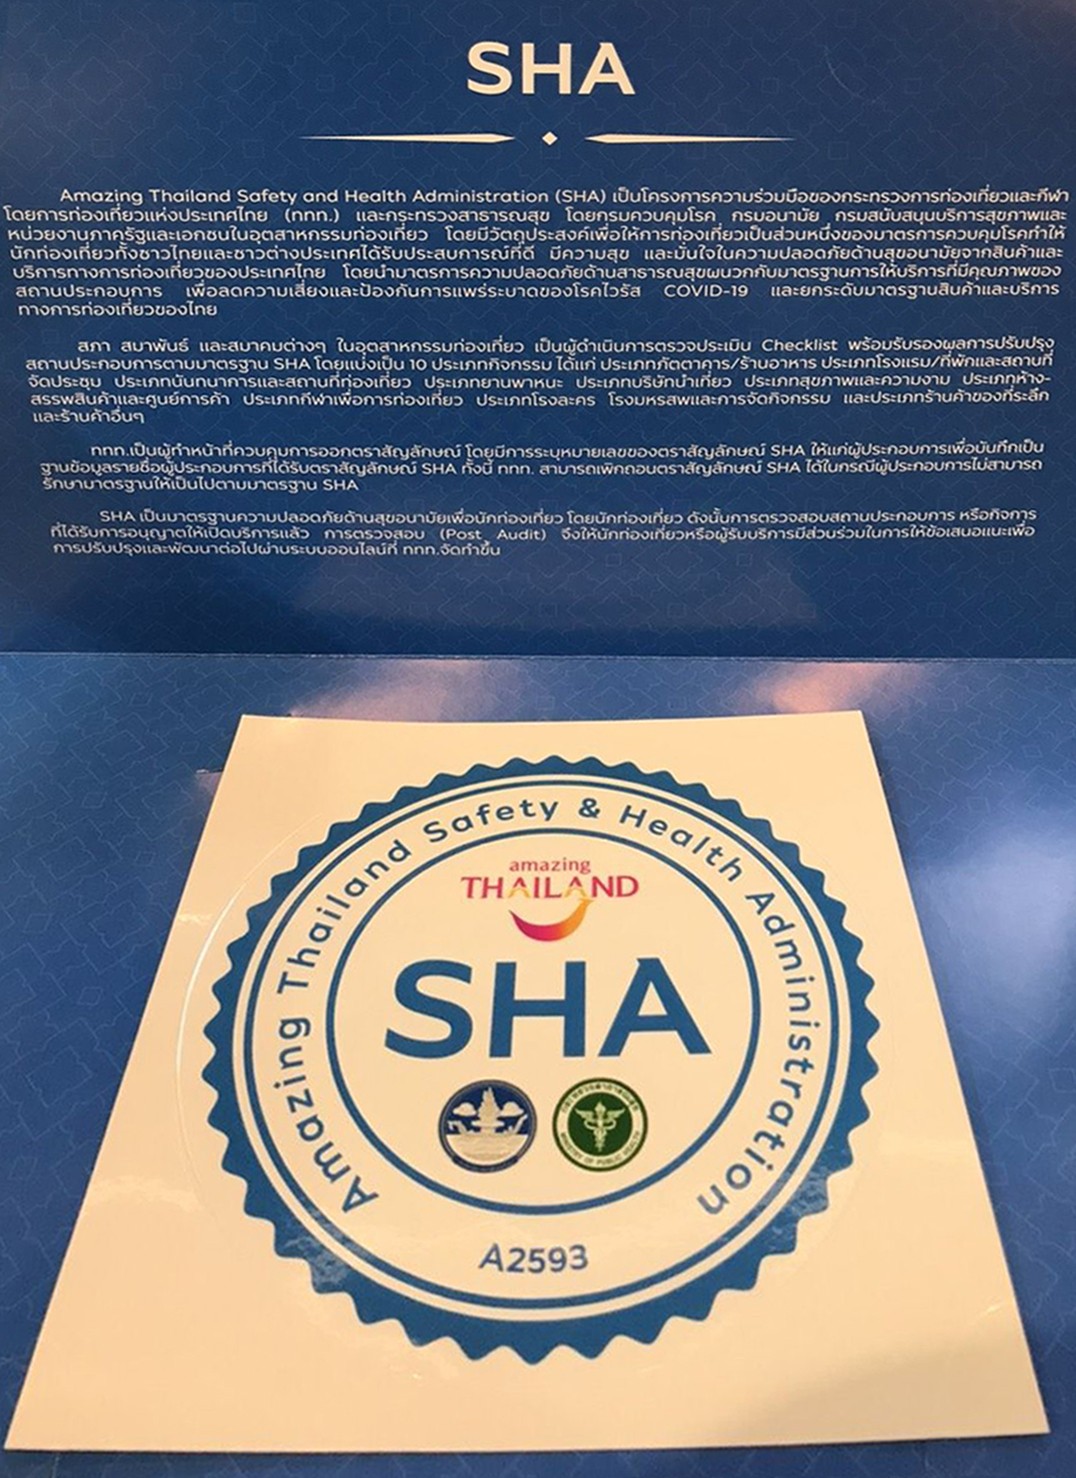 SHA
Amazing Thailand Safety and Health Administration (SHA) เป็นโครงการความร่วมมือของกระทรวงการท่องเที่ยวและกีฬา
โดยการท่องเที่ยวแห่งประเทศไทย (ททท.) และกระทรวงสาธารณสุข โดยกรมควบคุมโรค กรมอนามัย กรมสนับสนุนบริการสุขภาพและ
หน่วยงานภาครัฐและเอกชนในอุตสาหกรรมท่องเที่ยว โดยมีวัตถุประสงค์เพื่อให้การท่องเที่ยวเป็นส่วนหนึ่งของมาตรการควบคุมโรคทำให้
นักท่องเที่ยวทั้งชาวไทยและชาวต่างประเทศได้รับประสบการณ์ที่ดี มีความสุข และมั่นใจในความปลอดภัยด้านสุขอนามัยจากสินค้าและ
บริการทางการท่องเที่ยวของประเทศไทย โดยนำมาตรการความปลอดภัยด้านสาธารณสุขผนวกกับมาตรฐานการให้บริการที่มีคุณภาพของ
สถานประกอบการ เพื่อลดความเสี่ยงและป้องกันการแพร่ระบาดของโรคไวรัส COVID-19 และยกระดับมาตรฐานสินค้าและบริการ
ทางการท่องเที่ยวของไทย
สภา สมาพันธ์ และสมาคมต่างๆ ในอุตสาหกรรมท่องเที่ยว เป็นผู้ดำเนินการตรวจประเมิน Checklist พร้อมรับรองผลการปรับปรุง
สถานประกอบการตามมาตรฐาน SHA โดยแบ่งเป็น 10 ประเภทกิจกรรม ได้แก่ ประเภทภัตตาคาร/ร้านอาหาร ประเภทโรงแรม/ที่พักและสถานที่
จัดประชุม ประเภทนันทนาการและสถานที่ท่องเที่ยว ประเภทยานพาหนะ ประเภทบริษัทนำเที่ยว ประเภทสุขภาพและความงาม ประเภทห้าง-
สรรพสินค้าและศูนย์การค้า ประเภทกีฬาเพื่อการท่องเที่ยว ประเภทโรงละคร โรงมหรสพและการจัดกิจกรรม และประเภทร้านค้าของที่ระลึก
และร้านค้าอื่นๆ
ททท.เป็นผู้ทำหน้าที่ควบคุมการออกตราสัญลักษณ์ โดยมีการระบุหมายเลขของตราสัญลักษณ์ SHA ให้แก่ผู้ประกอบการเพื่อบันทึกเป็น
ฐานข้อมูลรายชื่อผู้ประกอบการที่ได้รับตราสัญลักษณ์ SHA ทั้งนี้ ททท. สามารถเพิกถอนตราสัญลักษณ์ SHA ได้ในกรณีผู้ประกอบการไม่สามารถ
รักษามาตรฐานให้เป็นไปตามมาตรฐาน SHA
SHA เป็นมาตรฐานความปลอดภัยด้านสุขอนามัยเพื่อนักท่องเที่ยว โดยนักท่องเที่ยว ดังนั้นการตรวจสอบสถานประกอบการ หรือกิจการ
ที่ได้รับการอนุญาตให้เปิดบริการแล้ว การตรวจสอบ (Post Audit) จึงให้นักท่องเที่ยวหรือผู้รับบริการมีส่วนร่วมในการให้ข้อเสนอแนะเพื่อ
การปรับปรุงและพัฒนาต่อไปผ่านระบบออนไลน์ที่ ททท.จัดทำขึ้น
Amazing Thailand Safety & Health Administration
amazing
THAILAND
SHA
กระทรวงสาธารณสุข
MINISTRY OF PUBLIC HEALTH
A2593